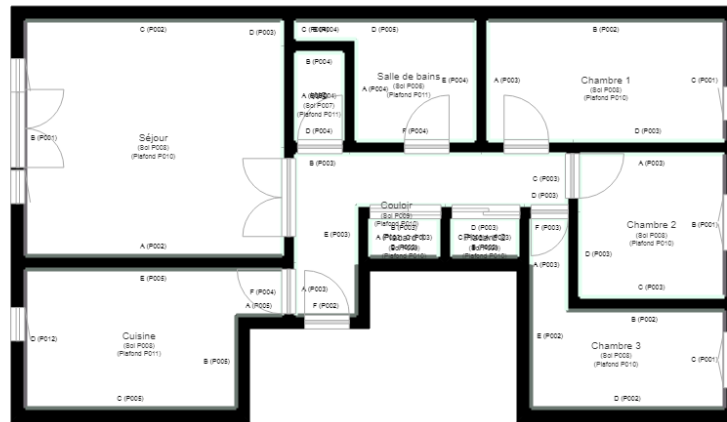 C (P002)
D (P003)
D (P005)
B (P002)
B (P004)
Salle de bains
(Sol P008)
(Plafond P011)
E (P004)
A (P003)
Chambre 1
(Sol P008)
(Plafond P010)
C (P001)
A (P004)
(Sol P007)
(Plafond P011)
D (P004)
F (P004)
D (P003)
B (P001)
Séjour
(Sol P008)
(Plafond P010)
A (P002)
B (P003)
C (P003)
D (P003)
A (P003)
Couloir
(Sol P009)
(Plafond P010)
E (P003)
D (P003)
F (P003)
Chambre 2
(Sol P008)
(Plafond P010)
B (P001)
D (P003)
C (P003)
A (P003)
E (P005)
F (P004)
A (P005)
A (P003)
F (P002)
C (P012)
Cuisine
(Sol P008)
(Plafond P011)
B (P005)
C (P005)
B (P002)
E (P002)
Chambre 3
(Sol P008)
(Plafond P010)
C (P001)
D (P002)